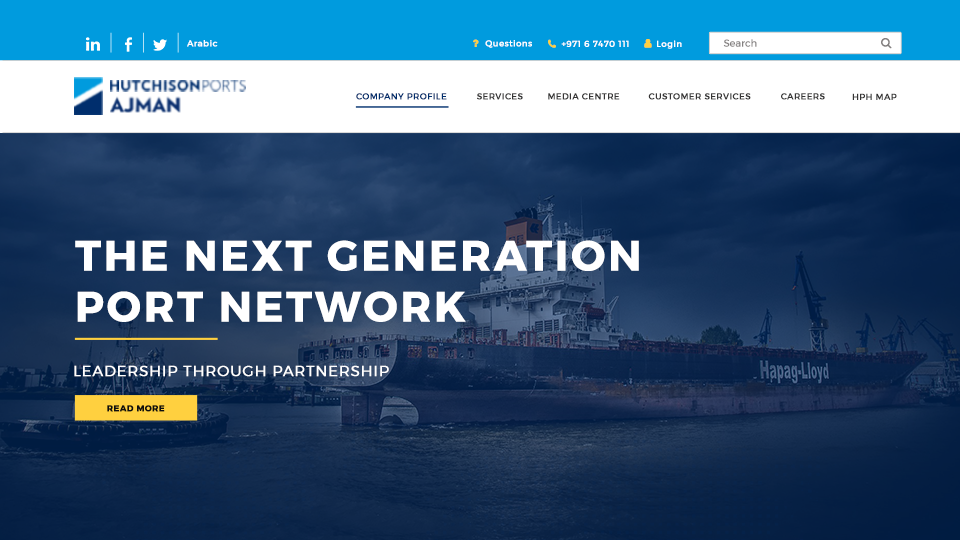 Arabic
Questions
+971 6 7470 111
Login
Search
HUTCHISONPORTS
AJMAN
COMPANY PROFILE
SERVICES
MEDIA CENTRE
CUSTOMER SERVICES
CAREERS
HPH MAP
THE NEXT GENERATION
PORT NETWORK
LEADERSHIP THROUGH PARTNERSHIP
READ MORE
Hapag-Lloyd